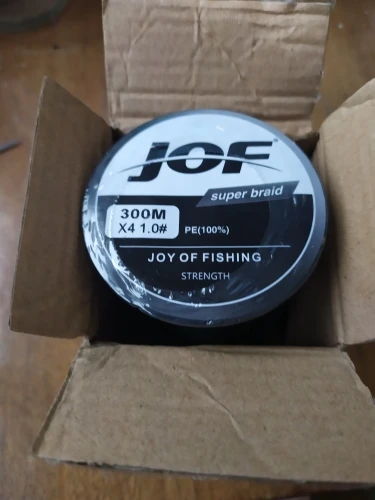 JOF
super braid
300M
X4 1.0#
PE(100%)
JOY OF FISHING
STRENGTH